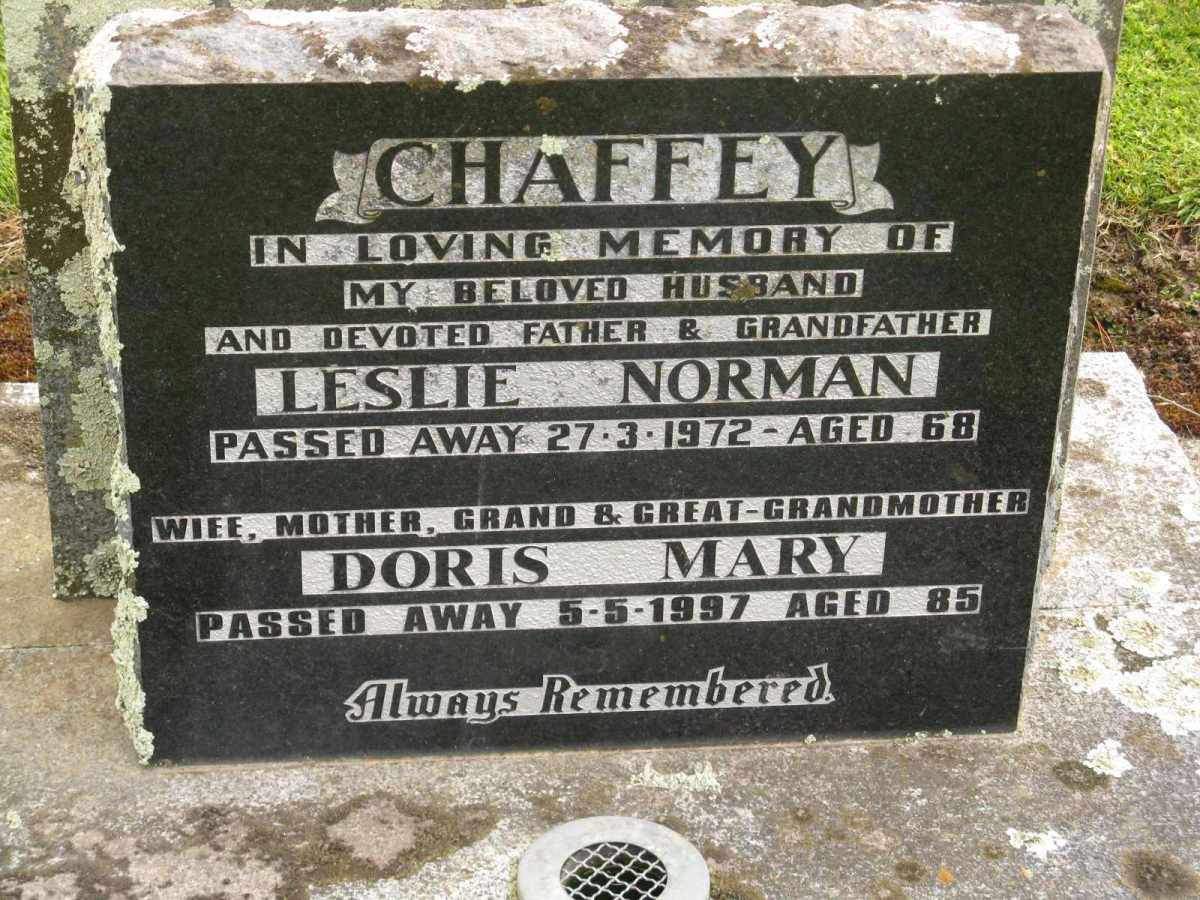 CHAFFEY
IN LOVING MEMORY OF
MY BELOVED HUSBAND
AND DEVOTED FATHER & GRANDFATHER
LESLIE NORMAN
PASSED AWAY 27·3·1972 - AGED 68
WIFE, MOTHER, GRAND & GREAT-GRANDMOTHER
DORIS MARY
PASSED AWAY 5-5-1997 AGED 85
Always Remembered.